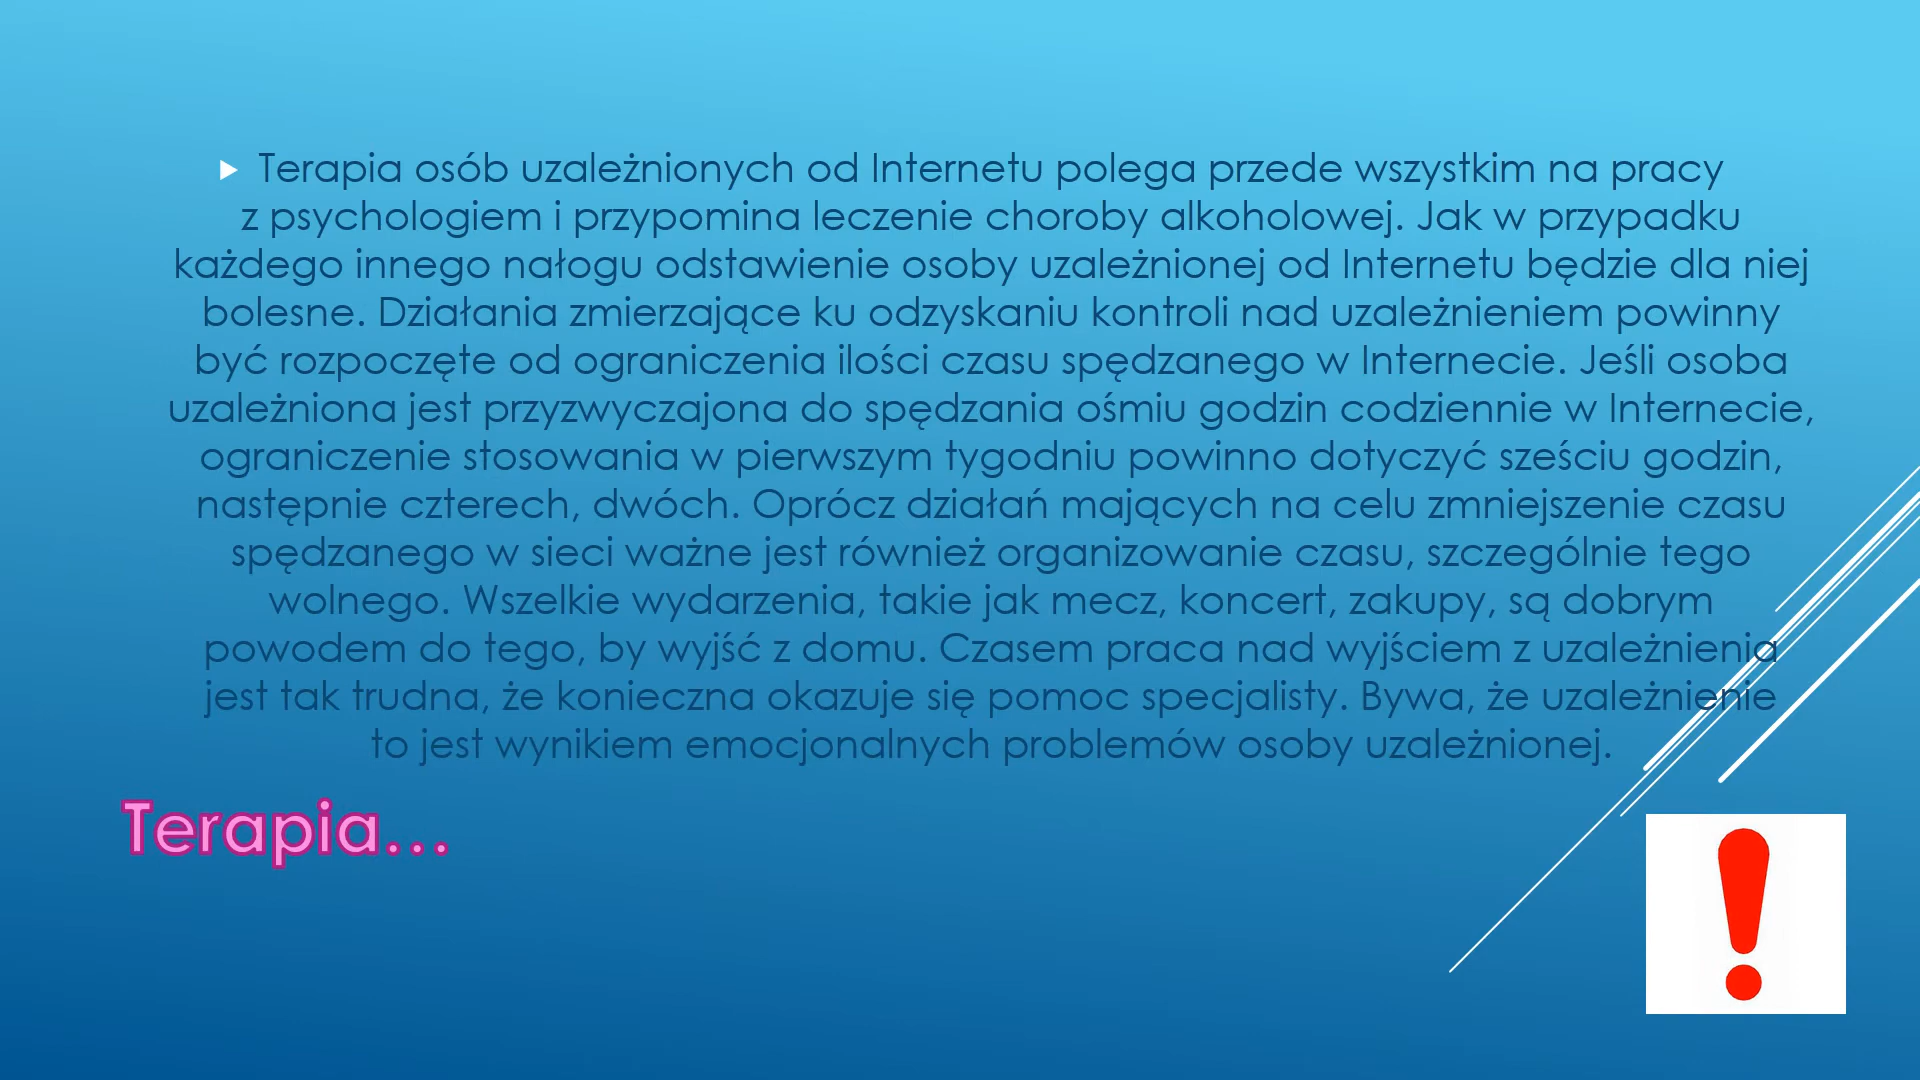 Terapia osób uzależnionych od Internetu polega przede wszystkim na pracy
z psychologiem i przypomina leczenie choroby alkoholowej. Jak w przypadku
każdego innego nałogu odstawienie osoby uzależnionej od Internetu będzie dla niej
bolesne. Działania zmierzające ku odzyskaniu kontroli nad uzależnieniem powinny
być rozpoczęte od ograniczenia ilości czasu spędzanego w Internecie. Jeśli osoba
uzależniona jest przyzwyczajona do spędzania ośmiu godzin codziennie w Internecie,
ograniczenie stosowania w pierwszym tygodniu powinno dotyczyć sześciu godzin,
następnie czterech, dwóch. Oprócz działań mających na celu zmniejszenie czasu
spędzanego w sieci ważne jest również organizowanie czasu, szczególnie tego
wolnego. Wszelkie wydarzenia, takie jak mecz, koncert, zakupy, są dobrym
powodem do tego, by wyjść z domu. Czasem praca nad wyjściem z uzależnienia
jest tak trudna, że konieczna okazuje się pomoc specjalisty. Bywa, że uzależnienie
to jest wynikiem emocjonalnych problemów osoby uzależnionej.
Terapia...
!